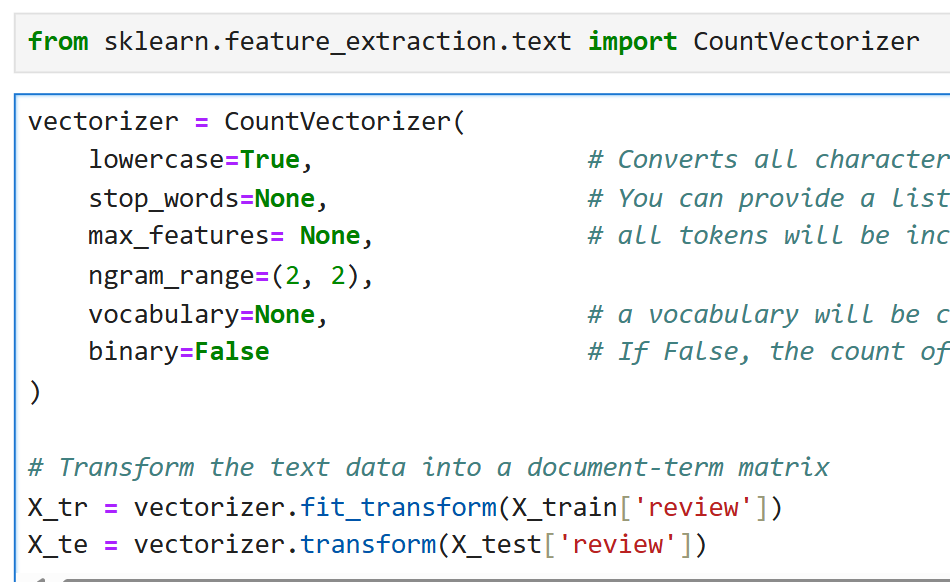 from sklearn.feature_extraction.text import CountVectorizer
vectorizer = CountVectorizer(
    lowercase=True,                  # Converts all character
    stop_words=None,                 # You can provide a list
    max_features= None,              # all tokens will be inc
    ngram_range=(2, 2),
    vocabulary=None,                 # a vocabulary will be c
    binary=False                     # If False, the count of
)
# Transform the text data into a document-term matrix
X_tr = vectorizer.fit_transform(X_train['review'])
X_te = vectorizer.transform(X_test['review'])